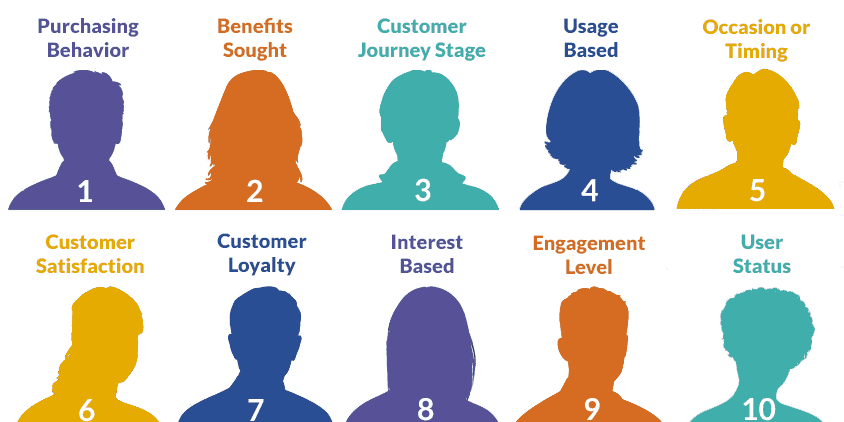 Purchasing
Behavior
Benefits
Sought
Customer
Journey Stage
Usage
Based
Occasion or
Timing
1
2
3
4
5
Customer
Satisfaction
Customer
Loyalty
Interest
Based
Engagement
Level
User
Status
6
7
8
9
10